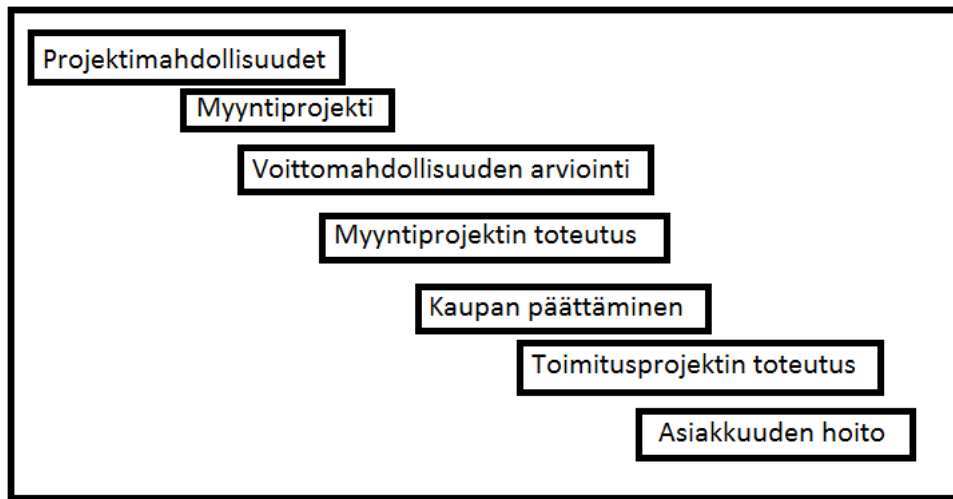 Projektimahdollisuudet
Myyntiprojekti
Voittomahdollisuuden arviointi
Myyntiprojektin toteutus
Kaupan päättäminen
Toimitusprojektin toteutus
Asiakkuuden hoito